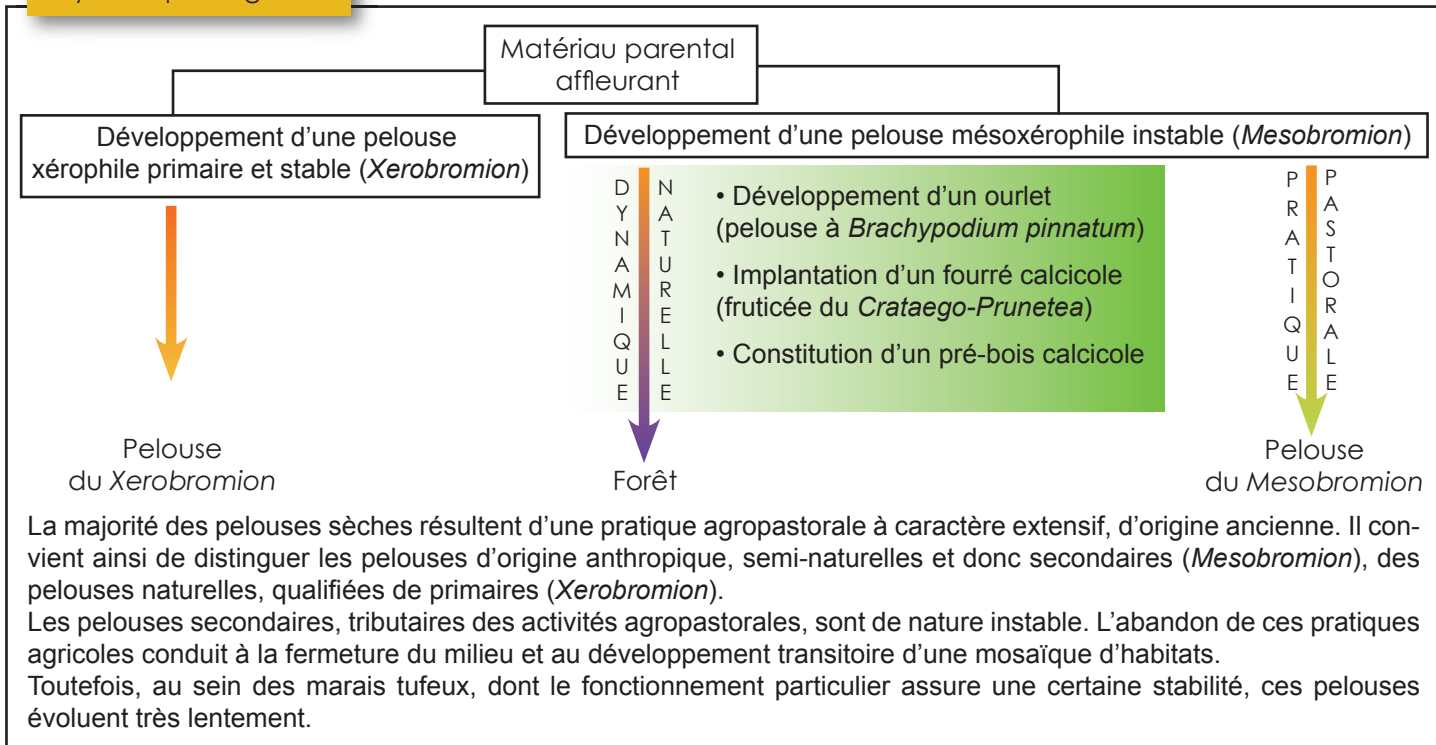 Matériau parental
affleurant
Développement d’une pelouse
xérophile primaire et stable (Xerobromion)
Développement d’une pelouse mésoxérophile instable (Mesobromion)
DYNAMIQUE
NATURELLE
• Développement d’un ourlet
(pelouse à Brachypodium pinnatum)
• Implantation d’un fourré calcicole
(fruticée du Crataego-Prunetea)
• Constitution d’un pré-bois calcicole
PRATIQUE
PASTORALE
Pelouse
du Xerobromion
Forêt
Pelouse
du Mesobromion
La majorité des pelouses sèches résultent d’une pratique agropastorale à caractère extensif, d’origine ancienne. Il con-
vient ainsi de distinguer les pelouses d’origine anthropique, semi-naturelles et donc secondaires (Mesobromion), des
pelouses naturelles, qualifiées de primaires (Xerobromion).
Les pelouses secondaires, tributaires des activités agropastorales, sont de nature instable. L’abandon de ces pratiques
agricoles conduit à la fermeture du milieu et au développement transitoire d’une mosaïque d’habitats.
Toutefois, au sein des marais tufeux, dont le fonctionnement particulier assure une certaine stabilité, ces pelouses
évoluent très lentement.